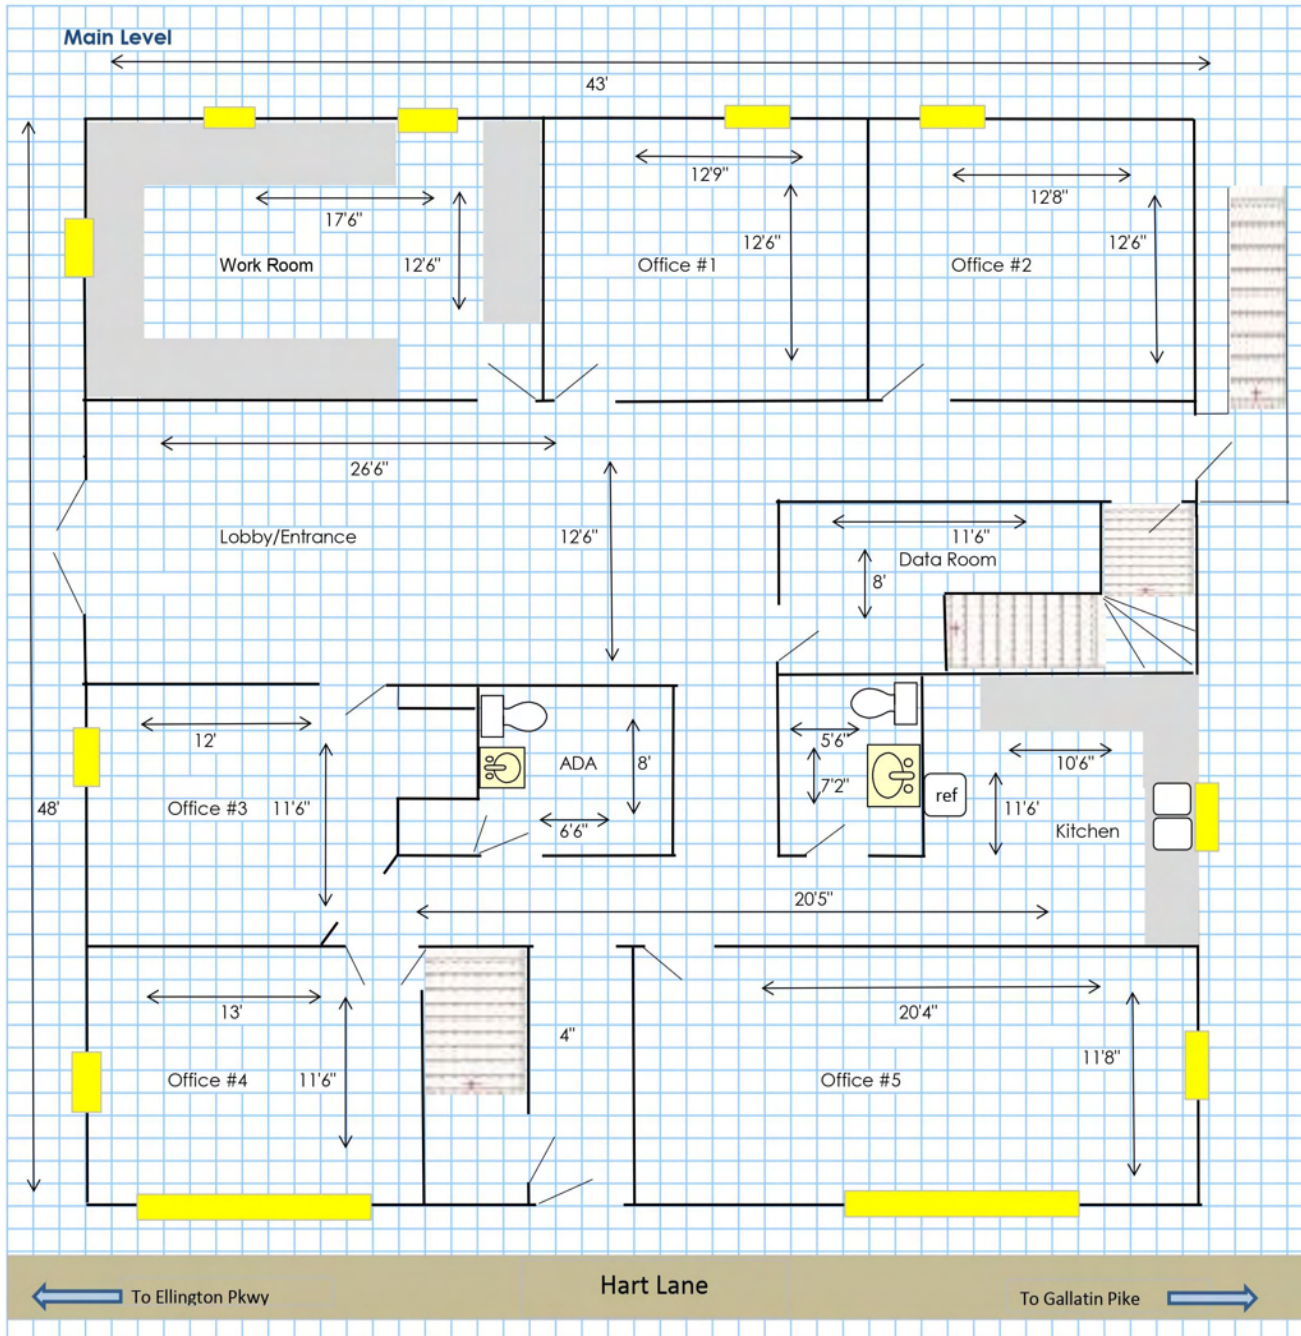 Main Level
43'
12'9"
12'8"
17'6"
12'6"
12'6"
12'6"
Work Room
Office #1
Office #2
26'6"
12'6"
Lobby/Entrance
11'6"
Data Room
8'
12'
5'6"
8'
ADA
10'6"
7'2"
ref
48'
Office #3
11'6"
11'6'
6'6"
Kitchen
20'5"
13'
20'4"
4"
11'8"
Office #4
11'6"
Office #5
Hart Lane
To Ellington Pkwy
To Gallatin Pike